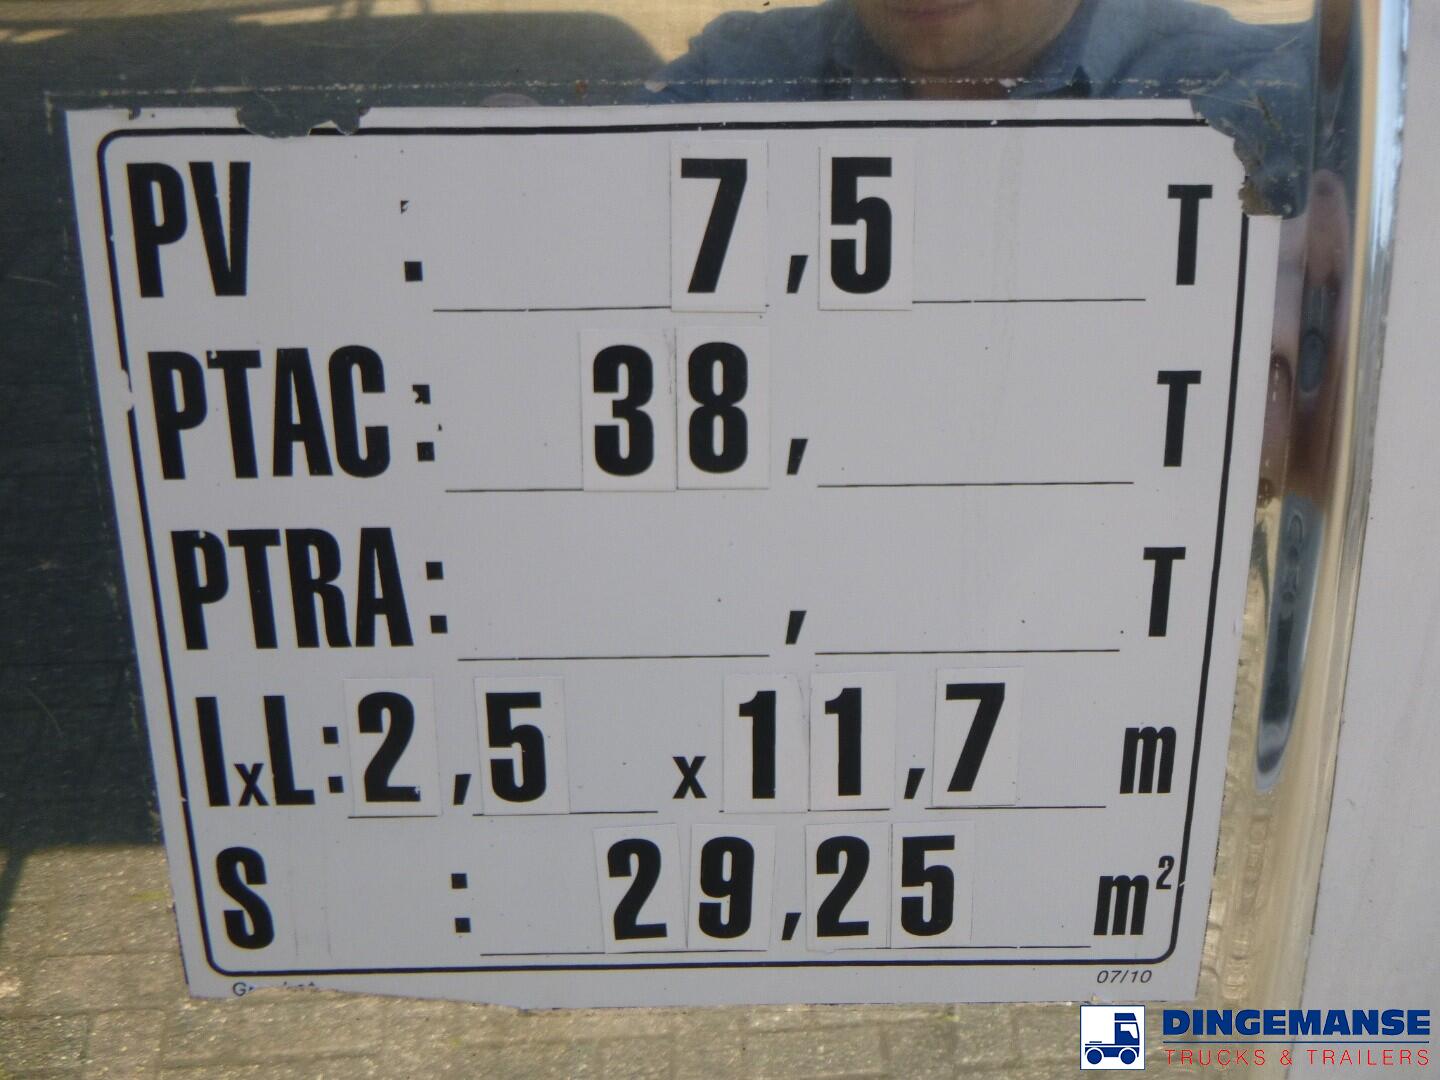 PV : 7,5 T
PTAC : 38, T
PTRA : , T
lxL : 2,5 x 11,7 m
S : 29,25 m²
07/10
DINGEMANSE
TRUCKS & TRAILERS